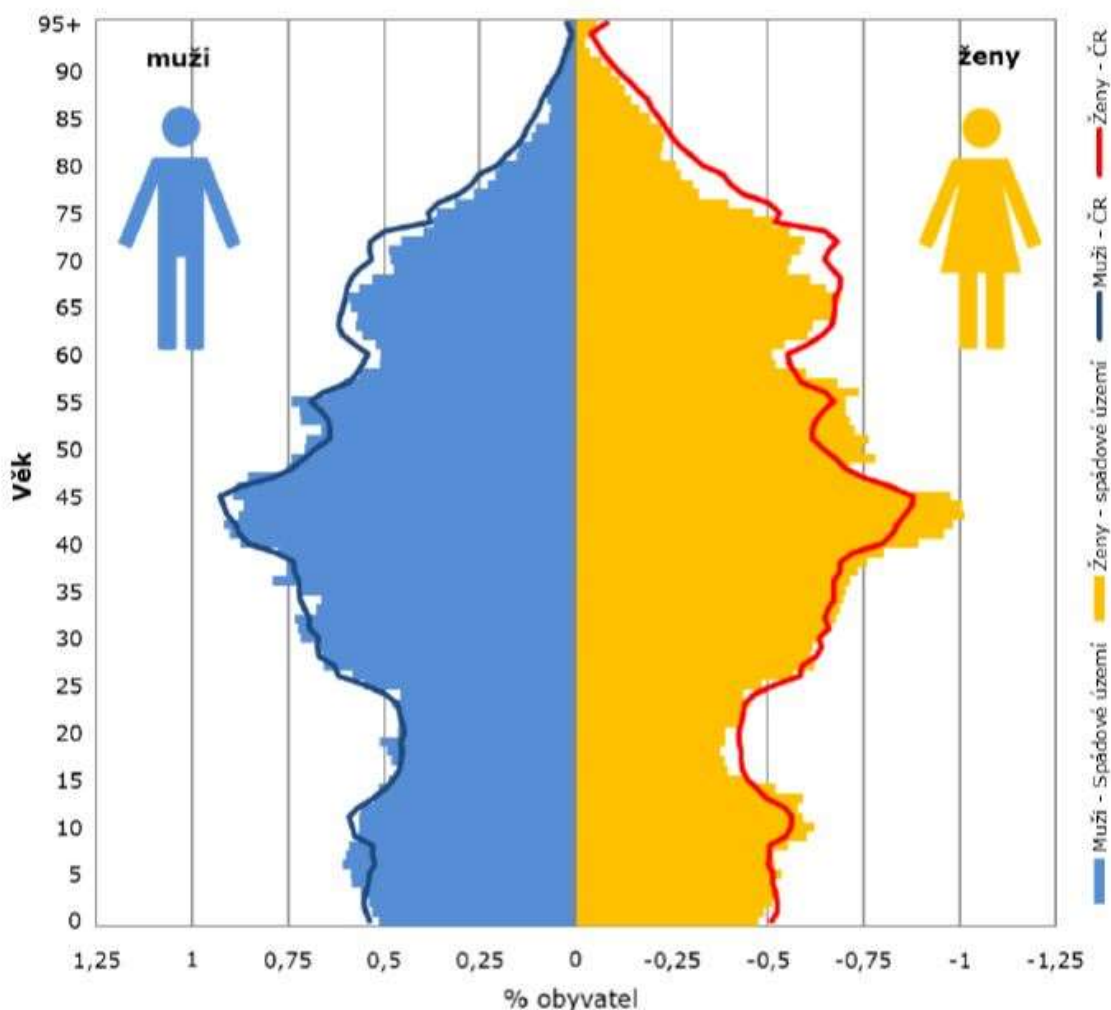 95+
90
85
80
75
70
65
60
55
50
45
40
35
30
25
20
15
10
5
0
Věk
muži
ženy
1,25 1 0,75 0,5 0,25 0 -0,25 -0,5 -0,75 -1 -1,25
% obyvatel
Muži - Spádové území
Ženy - spádové území
Muži - ČR
Ženy - ČR